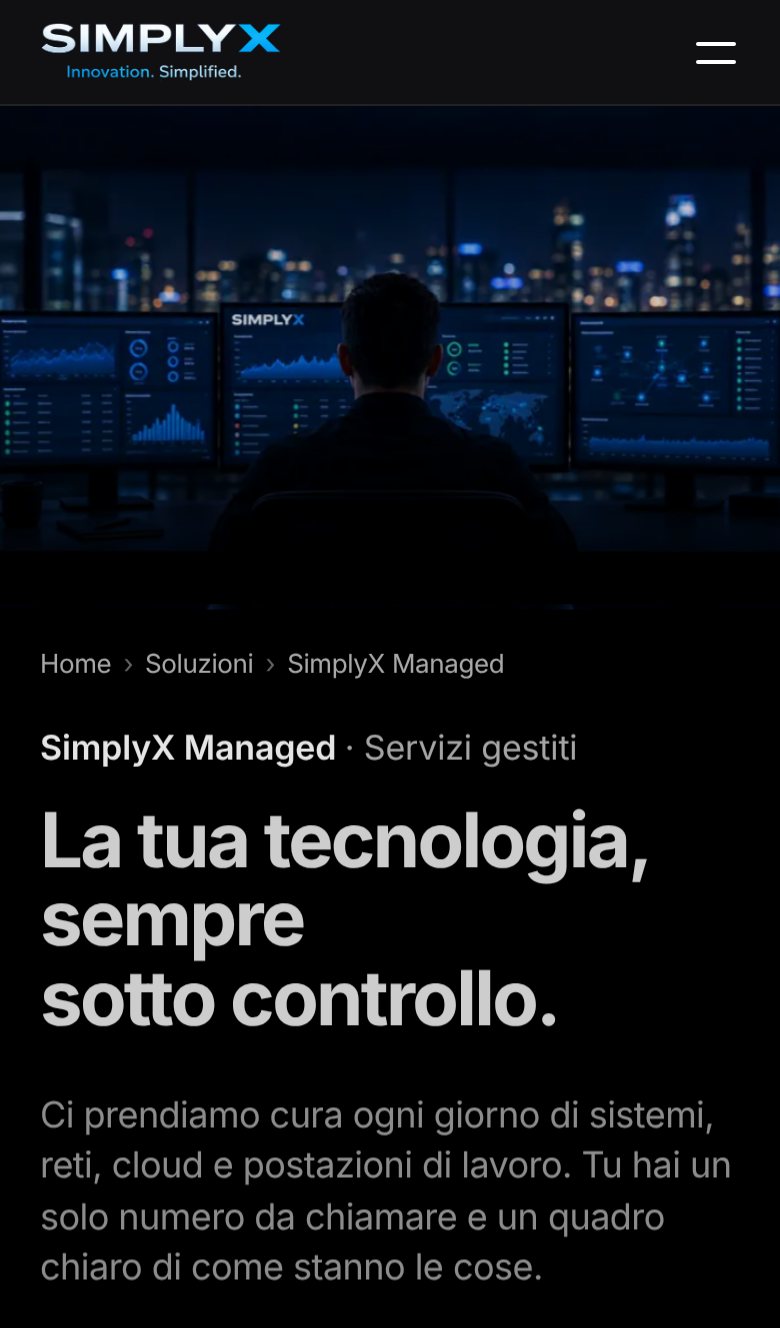 SIMPLYX
Innovation. Simplified.
SIMPLYX
Home › Soluzioni › SimplyX Managed
SimplyX Managed · Servizi gestiti
La tua tecnologia,
sempre
sotto controllo.
Ci prendiamo cura ogni giorno di sistemi,
reti, cloud e postazioni di lavoro. Tu hai un
solo numero da chiamare e un quadro
chiaro di come stanno le cose.